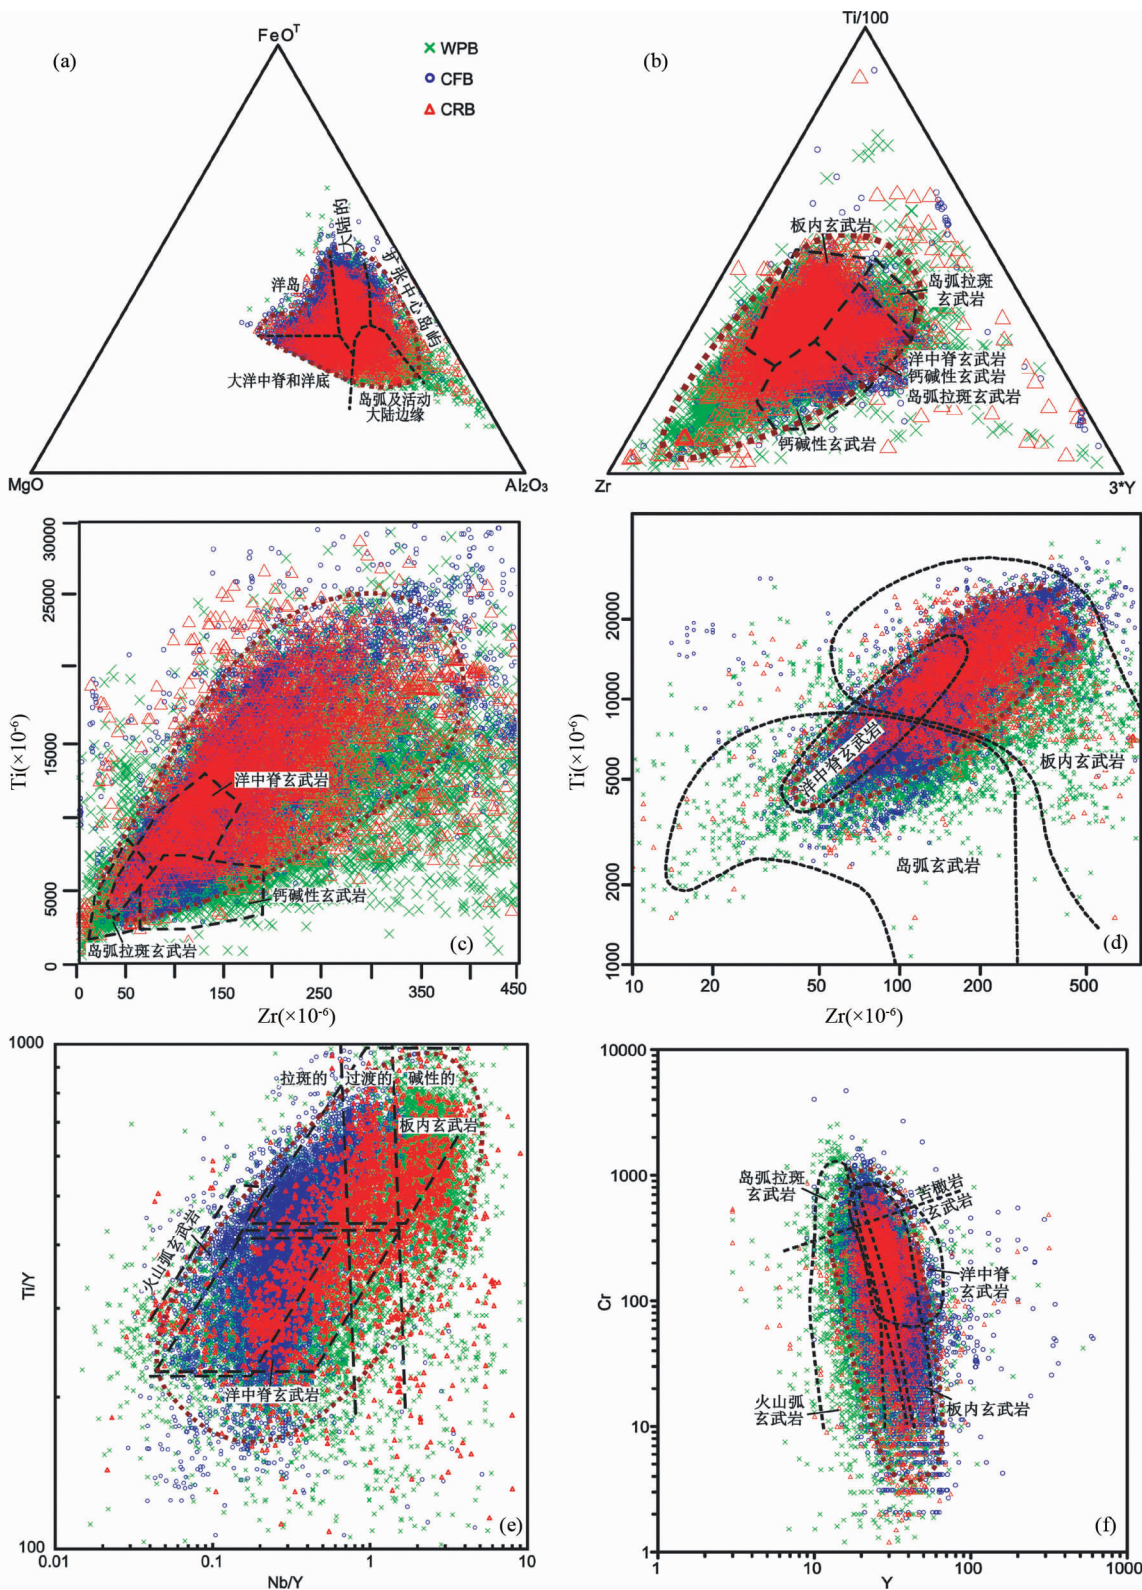 (a)
FeOᵀ
WPB
CFB
CRB
大陆的
扩张中心岛屿
洋岛
大洋中脊和洋底
岛弧及活动
大陆边缘
MgO
Al₂O₃
(b)
Ti/100
板内玄武岩
岛弧拉斑
玄武岩
洋中脊玄武岩
钙碱性玄武岩
岛弧拉斑玄武岩
钙碱性玄武岩
Zr
3*Y
30000
25000
15000
5000
0
Ti(×10⁻⁶)
洋中脊玄武岩
钙碱性玄武岩
岛弧拉斑玄武岩
(c)
0
50
150
250
350
450
Zr(×10⁻⁶)
20000
10000
5000
2000
1000
Ti(×10⁻⁶)
洋中脊玄武岩
板内玄武岩
岛弧玄武岩
(d)
10
20
50
100
200
500
Zr(×10⁻⁶)
1000
100
Ti/Y
拉斑的
过渡的
碱性的
板内玄武岩
火山弧玄武岩
洋中脊玄武岩
(e)
0.01
0.1
1
10
Nb/Y
10000
1000
100
10
1
Cr
岛弧拉斑
玄武岩
苦橄岩
玄武岩
洋中脊
玄武岩
火山弧
玄武岩
板内玄武岩
(f)
1
10
100
1000
Y